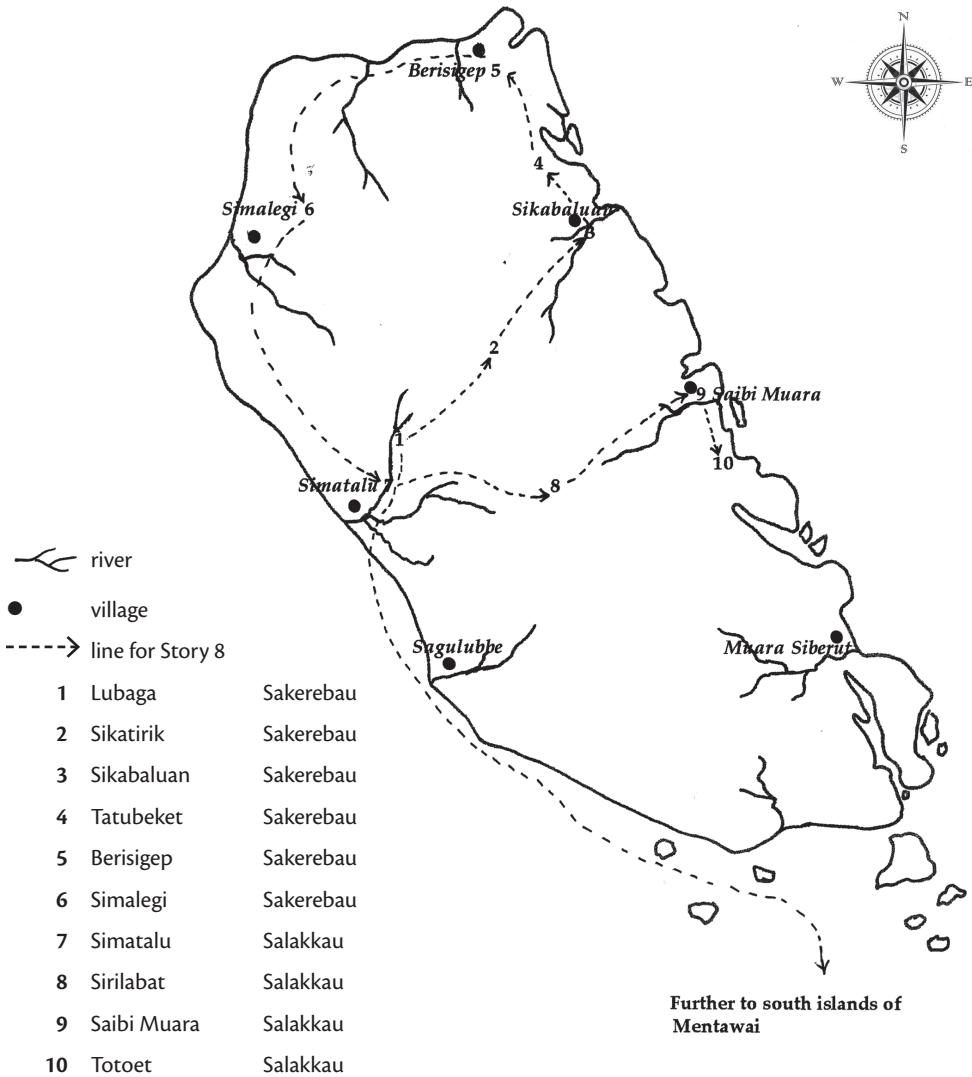 N
W E
S
Berisigep 5
4
Simalegi 6
Sikabaluan
3
2
9 Saibi Muara
1
10
Simatalu 7
8
river
village
line for Story 8
Sagulubbe
Muara Siberut
1 Lubaga Sakerebau
2 Sikatirik Sakerebau
3 Sikabaluan Sakerebau
4 Tatubeket Sakerebau
5 Berisigep Sakerebau
6 Simalegi Sakerebau
7 Simatalu Salakkau
8 Sirilabat Salakkau
9 Saibi Muara Salakkau
10 Totoet Salakkau
Further to south islands of
Mentawai